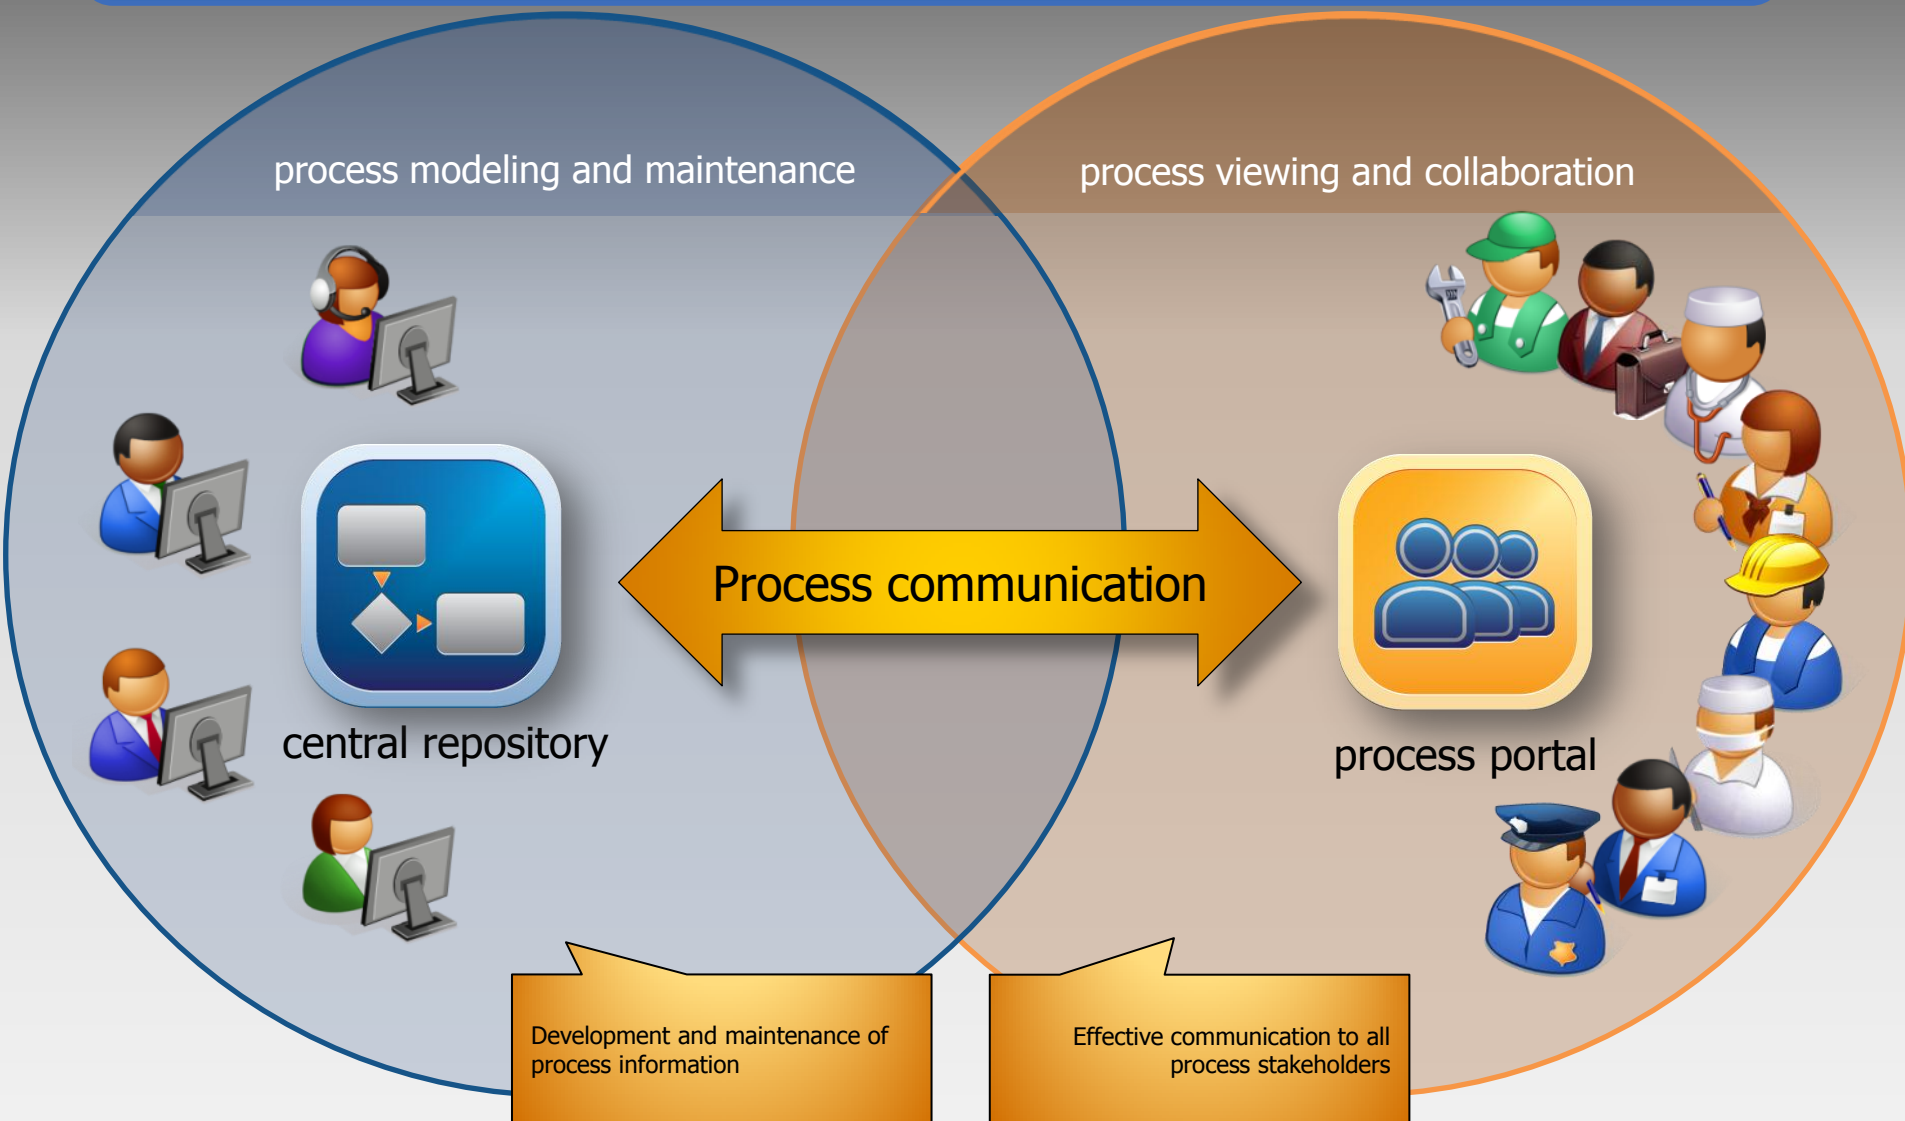 process modeling and maintenance
process viewing and collaboration
Process communication
central repository
process portal
Development and maintenance of
process information
Effective communication to all
process stakeholders